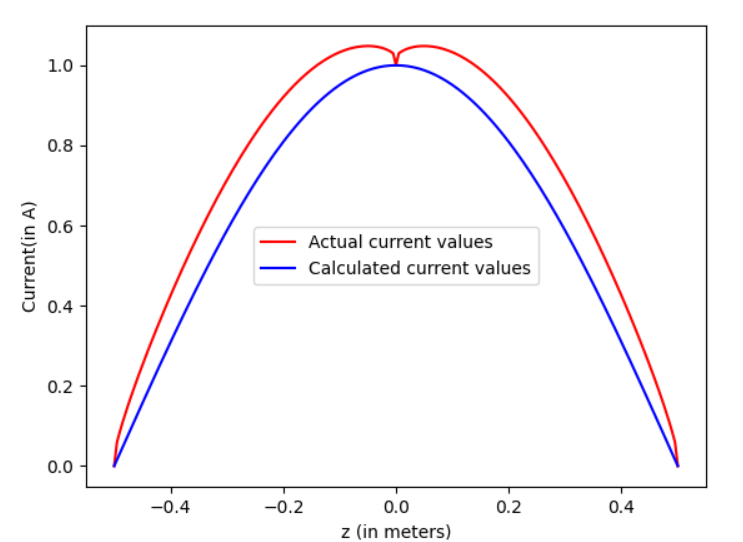 1.0
0.8
0.6
0.4
0.2
0.0
Current(in A)
Actual current values
Calculated current values
−0.4 −0.2 0.0 0.2 0.4
z (in meters)